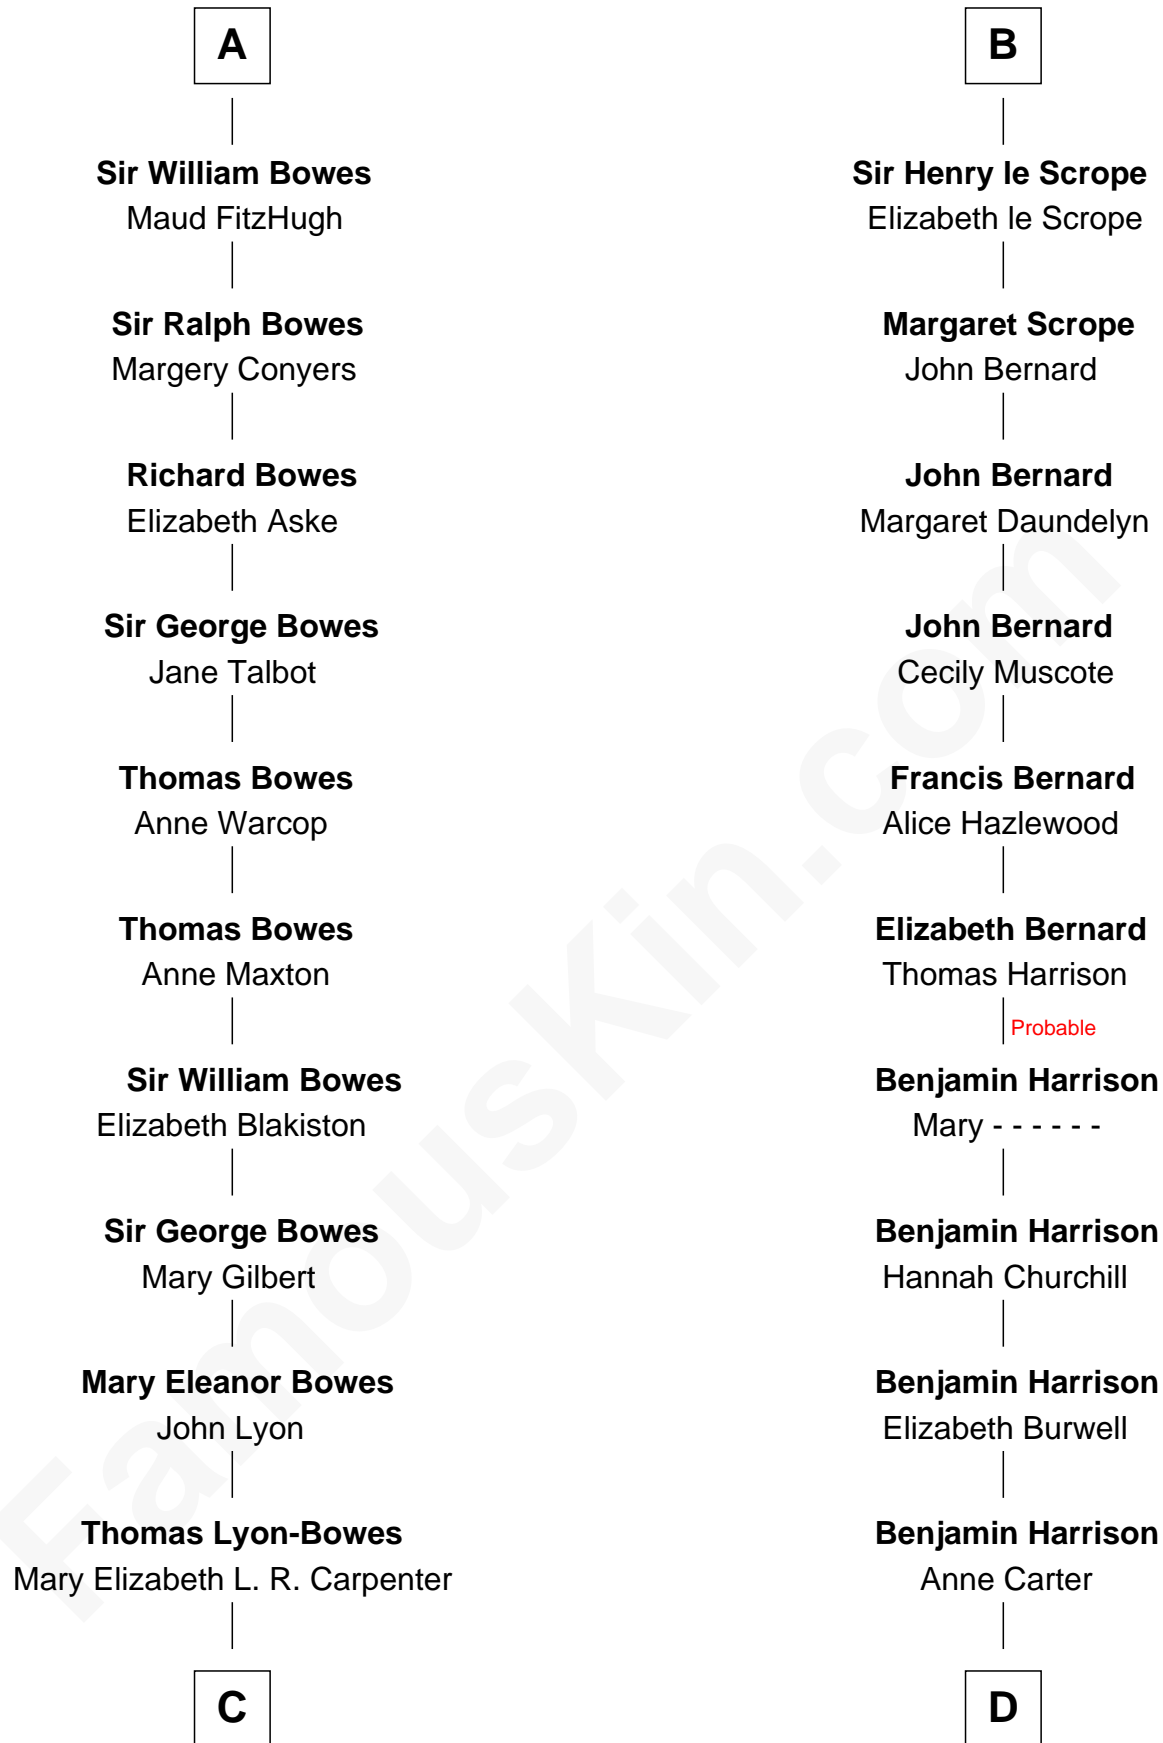 A
Sir William Bowes
Maud FitzHugh
Sir Ralph Bowes
Margery Conyers
Richard Bowes
Elizabeth Aske
Sir George Bowes
Jane Talbot
Thomas Bowes
Anne Warcop
Thomas Bowes
Anne Maxton
Sir William Bowes
Elizabeth Blakiston
Sir George Bowes
Mary Gilbert
Mary Eleanor Bowes
John Lyon
Thomas Lyon-Bowes
Mary Elizabeth L. R. Carpenter
C
B
Sir Henry le Scrope
Elizabeth le Scrope
Margaret Scrope
John Bernard
John Bernard
Margaret Daundelyn
John Bernard
Cecily Muscote
Francis Bernard
Alice Hazlewood
Elizabeth Bernard
Thomas Harrison
Probable
Benjamin Harrison
Mary - - - - - -
Benjamin Harrison
Hannah Churchill
Benjamin Harrison
Elizabeth Burwell
Benjamin Harrison
Anne Carter
D
FamousKin.com